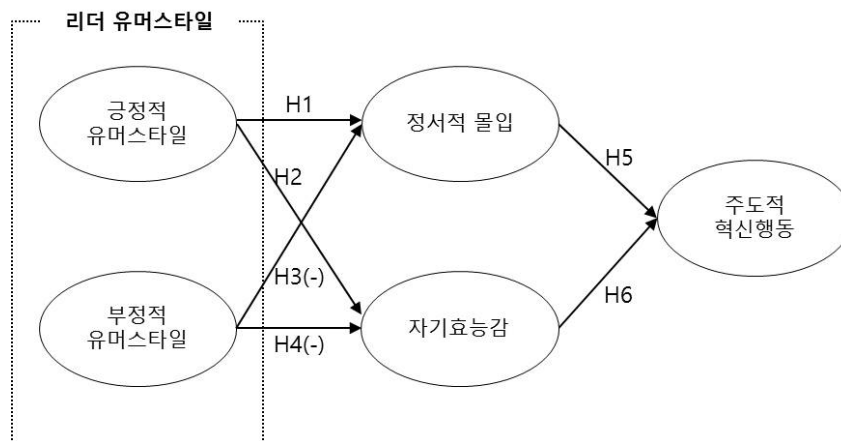 리더 유머스타일
긍정적
유머스타일
H1
정서적 몰입
H2
H5
주도적
혁신행동
H3(-)
H6
부정적
유머스타일
H4(-)
자기효능감